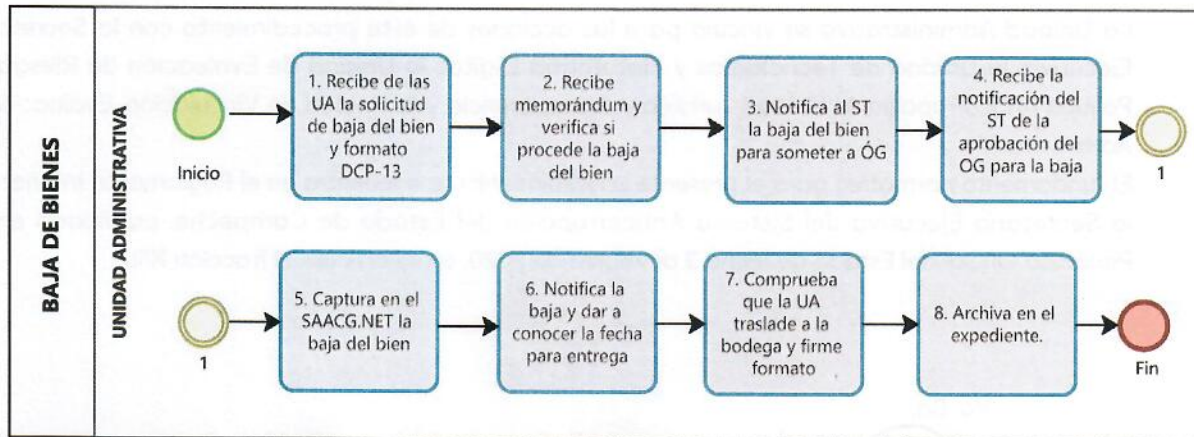 BAJA DE BIENES
UNIDAD ADMINISTRATIVA
Inicio
1. Recibe de las
UA la solicitud
de baja del bien
y formato
DCP-13
2. Recibe
memorándum y
verifica si
procede la baja
del bien
3. Notifica al ST
la baja del bien
para someter a ÓG
4. Recibe la
notificación del
ST de la
aprobación del
OG para la baja
1
1
5. Captura en el
SAACG.NET la
baja del bien
6. Notifica la
baja y dar a
conocer la fecha
para entrega
7. Comprueba
que la UA
traslade a la
bodega y firme
formato
8. Archiva en el
expediente.
Fin